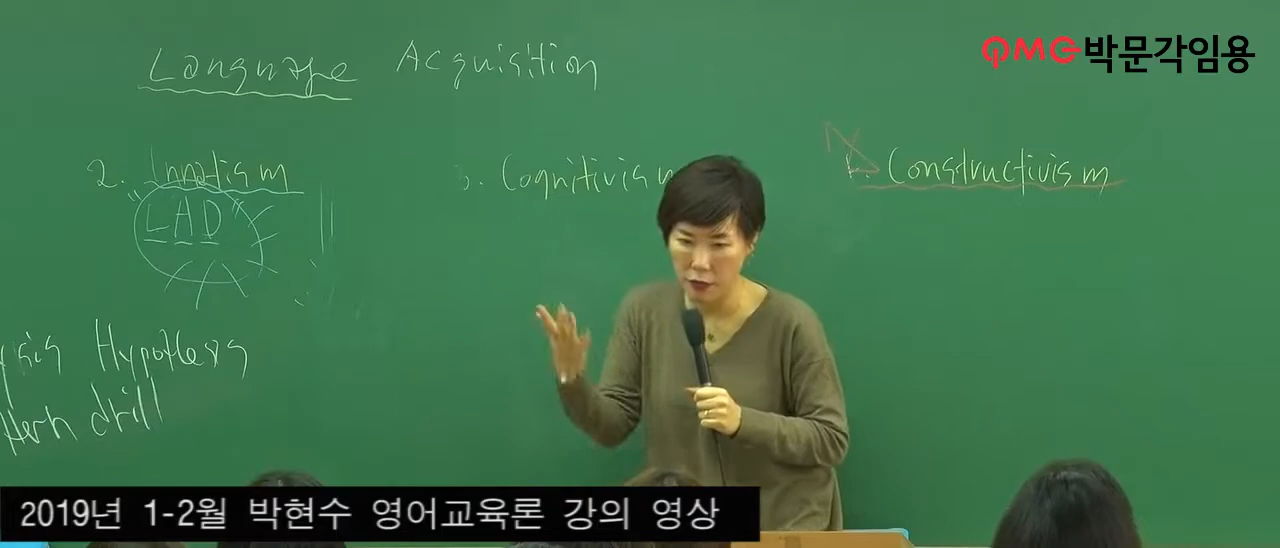 PMG박문각임용
Language Acquisition
2. Innatism
3. Cognitivism
4. Constructivism
"LAD"
Hypothesis
drill
2019년 1-2월 박현수 영어교육론 강의 영상